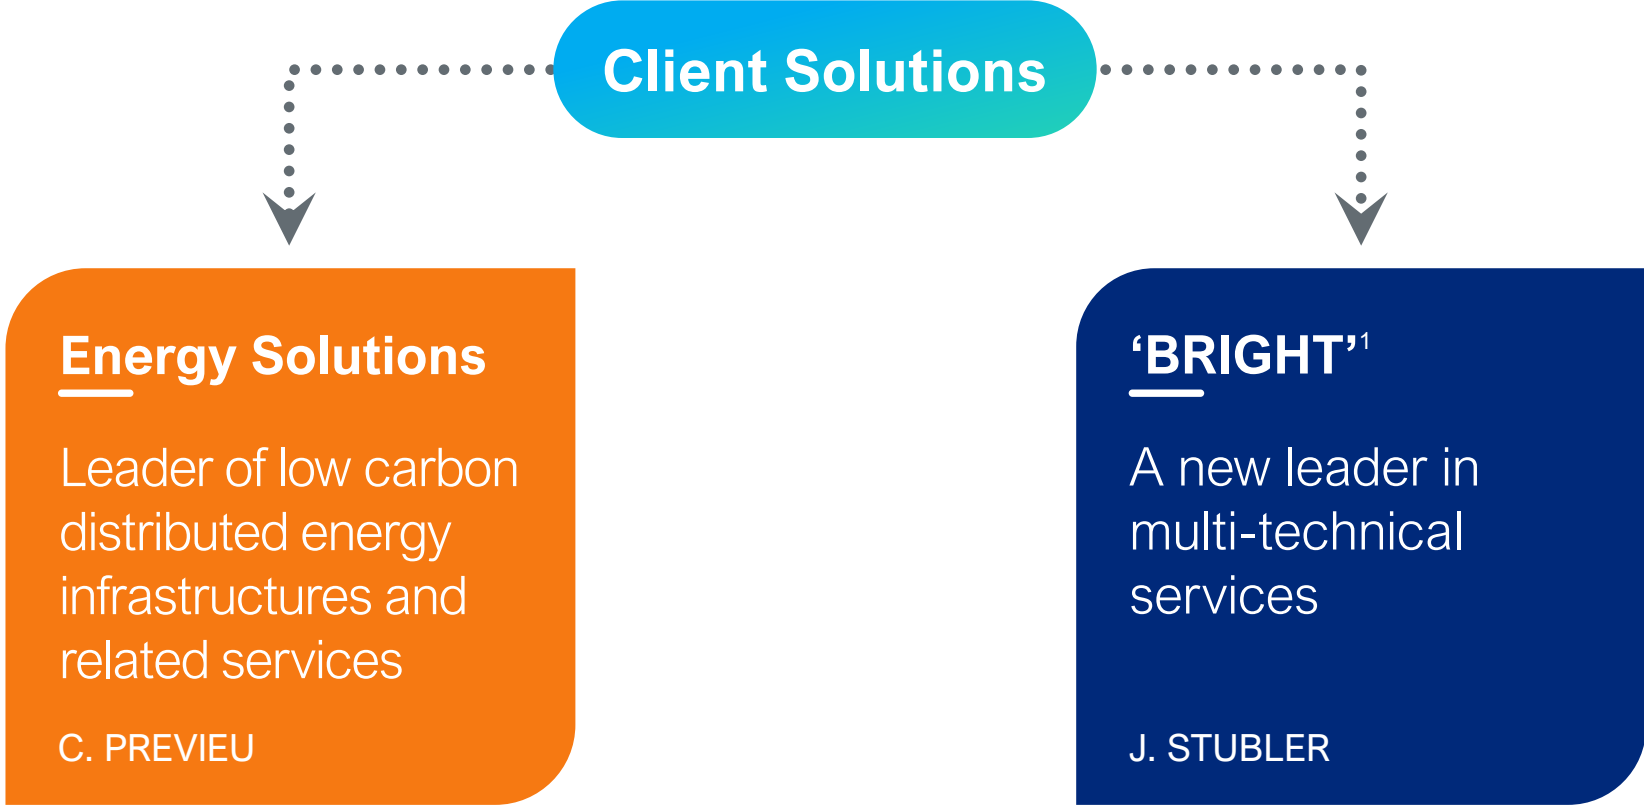 Client Solutions
Energy Solutions
Leader of low carbon
distributed energy
infrastructures and
related services
C. PREVIEU
‘BRIGHT’¹
A new leader in
multi-technical
services
J. STUBLER